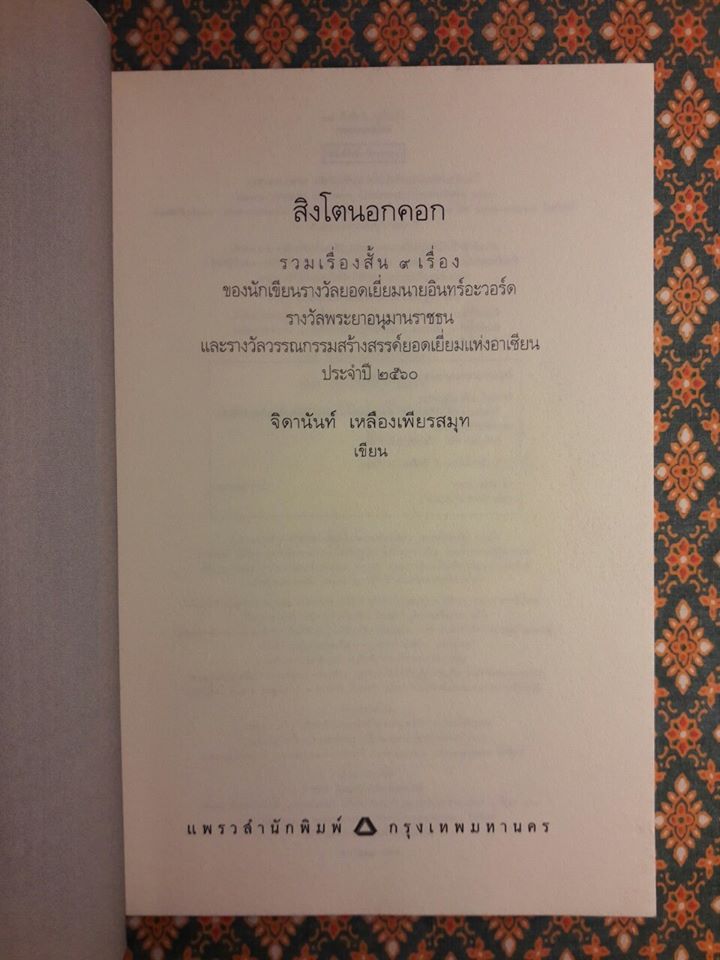 สิงโตนอกคอก
รวมเรื่องสั้น ๙ เรื่อง
ของนักเขียนรางวัลยอดเยี่ยมนายอินทร์อะวอร์ด
รางวัลพระยาอนุมานราชธน
และรางวัลวรรณกรรมสร้างสรรค์ยอดเยี่ยมแห่งอาเซียน
ประจำปี ๒๕๖๐
จิดานันท์ เหลืองเพียรสมุท
เขียน
แพรวสำนักพิมพ์ กรุงเทพมหานคร